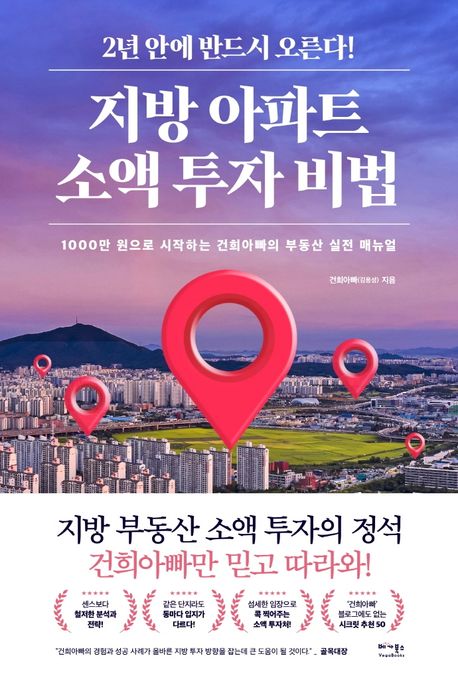 2년 안에 반드시 오른다!
지방 아파트
소액 투자 비법
1000만 원으로 시작하는 건희아빠의 부동산 실전 매뉴얼
건희아빠(김용성) 지음
지방 부동산 소액 투자의 정석
건희아빠만 믿고 따라와!
★★★★★
센스보다
철저한 분석과
전략!
★★★★★
같은 단지라도
동마다 입지가
다르다!
★★★★★
섬세한 임장으로
콕 찍어주는
소액 투자처!
★★★★★
'건희아빠'
블로그에도 없는
시크릿 추천 50
"건희아빠의 경험과 성공 사례가 올바른 지방 투자 방향을 잡는데 큰 도움이 될 것이다." _ 골목대장
베가북스
VegaBooks